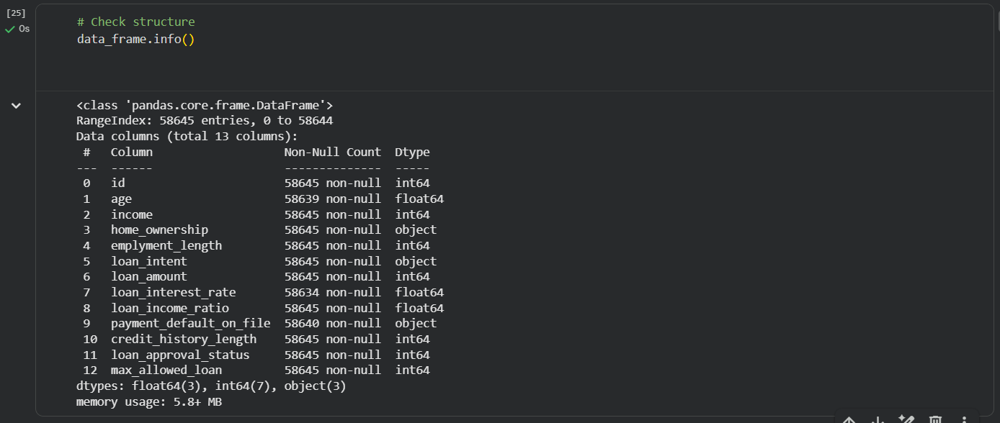 [25]
0s
# Check structure
data_frame.info()
<class 'pandas.core.frame.DataFrame'>
RangeIndex: 58645 entries, 0 to 58644
Data columns (total 13 columns):
 #   Column                   Non-Null Count  Dtype
---  ------                   --------------  -----
 0   id                       58645 non-null  int64
 1   age                      58639 non-null  float64
 2   income                   58645 non-null  int64
 3   home_ownership           58645 non-null  object
 4   emplyment_length         58645 non-null  int64
 5   loan_intent              58645 non-null  object
 6   loan_amount              58645 non-null  int64
 7   loan_interest_rate       58634 non-null  float64
 8   loan_income_ratio        58645 non-null  float64
 9   payment_default_on_file  58640 non-null  object
 10  credit_history_length    58645 non-null  int64
 11  loan_approval_status     58645 non-null  int64
 12  max_allowed_loan         58645 non-null  int64
dtypes: float64(3), int64(7), object(3)
memory usage: 5.8+ MB